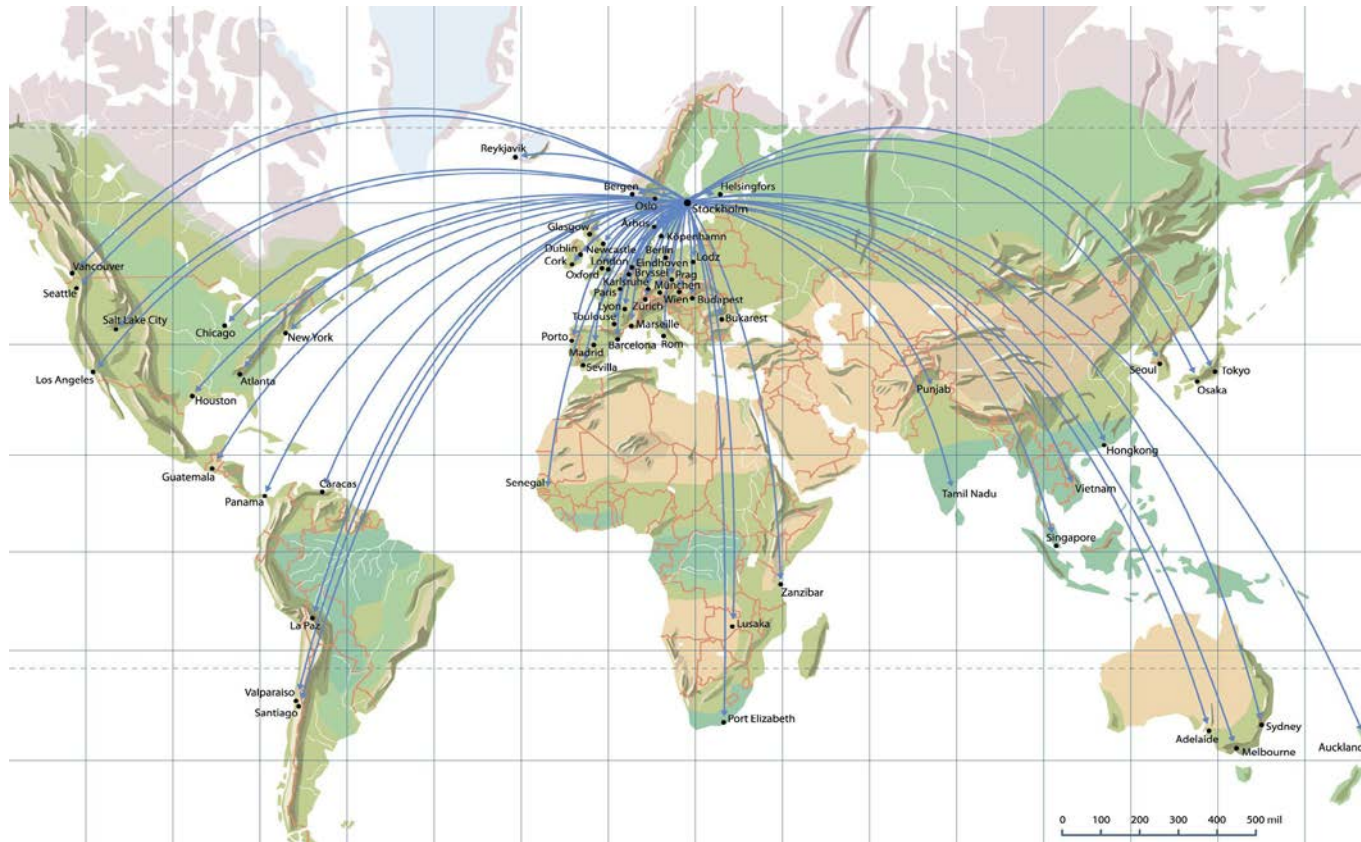 Reykjavik
Bergen
Helsingfors
Oslo
Stockholm
Århus
Glasgow
Köpenhamn
Dublin
Newcastle
Berlin
Cork
London
Eindhoven
Lodz
Oxford
Bryssel
Prag
Karlsruhe
Paris
München
Wien
Budapest
Lyon
Zürich
Toulouse
Marseille
Bukarest
Porto
Madrid
Barcelona
Rom
Sevilla
Vancouver
Seattle
Salt Lake City
Chicago
New York
Los Angeles
Atlanta
Houston
Guatemala
Panama
Caracas
La Paz
Valparaiso
Santiago
Senegal
Zanzibar
Lusaka
Port Elizabeth
Punjab
Tamil Nadu
Seoul
Tokyo
Osaka
Hongkong
Vietnam
Singapore
Sydney
Adelaide
Melbourne
Auckland
0 100 200 300 400 500 mil